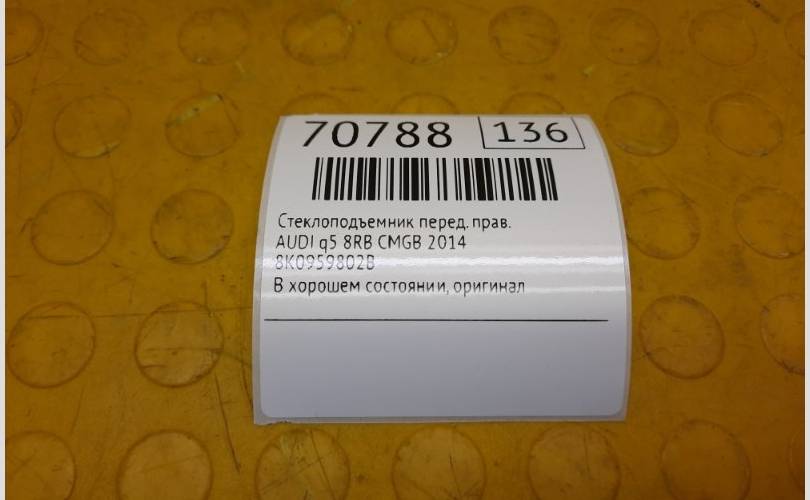 70788 136
Стеклоподъемник перед. прав.
AUDI q5 8RB CMGB 2014
8K0959802B
В хорошем состоянии, оригинал